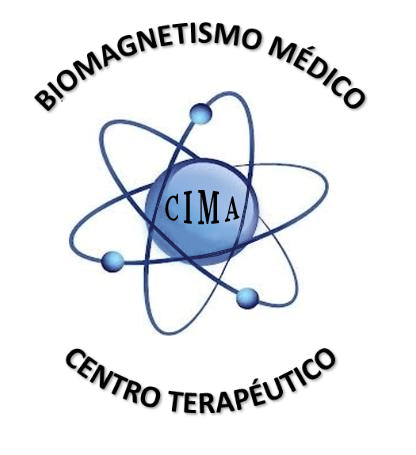 BIOMAGNETISMO MÉDICO
CIMA
CENTRO TERAPÉUTICO